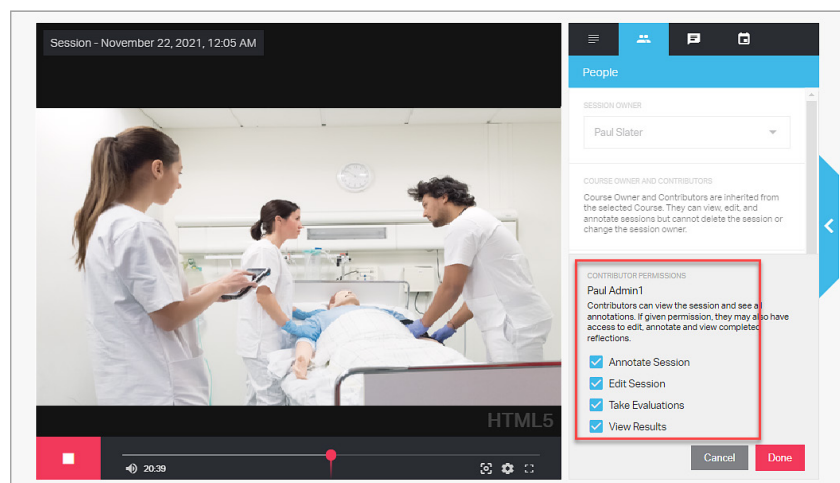 Session - November 22, 2021, 12:05 AM
People
SESSION OWNER
Paul Slater
COURSE OWNER AND CONTRIBUTORS
Course Owner and Contributors are inherited from
the selected Course. They can view, edit, and
annotate sessions but cannot delete the session or
change the session owner.
CONTRIBUTOR PERMISSIONS
Paul Admin1
Contributors can view the session and see all
annotations. If given permission, they may also have
access to edit, annotate and view completed
reflections.
Annotate Session
Edit Session
Take Evaluations
View Results
HTML5
20:39
Cancel
Done